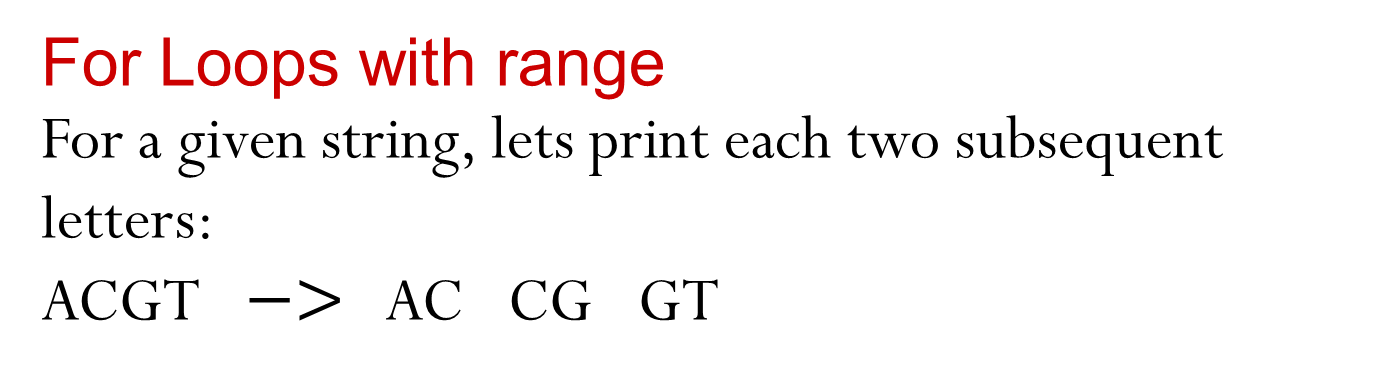 For Loops with range
For a given string, lets print each two subsequent
letters:
ACGT −> AC CG GT